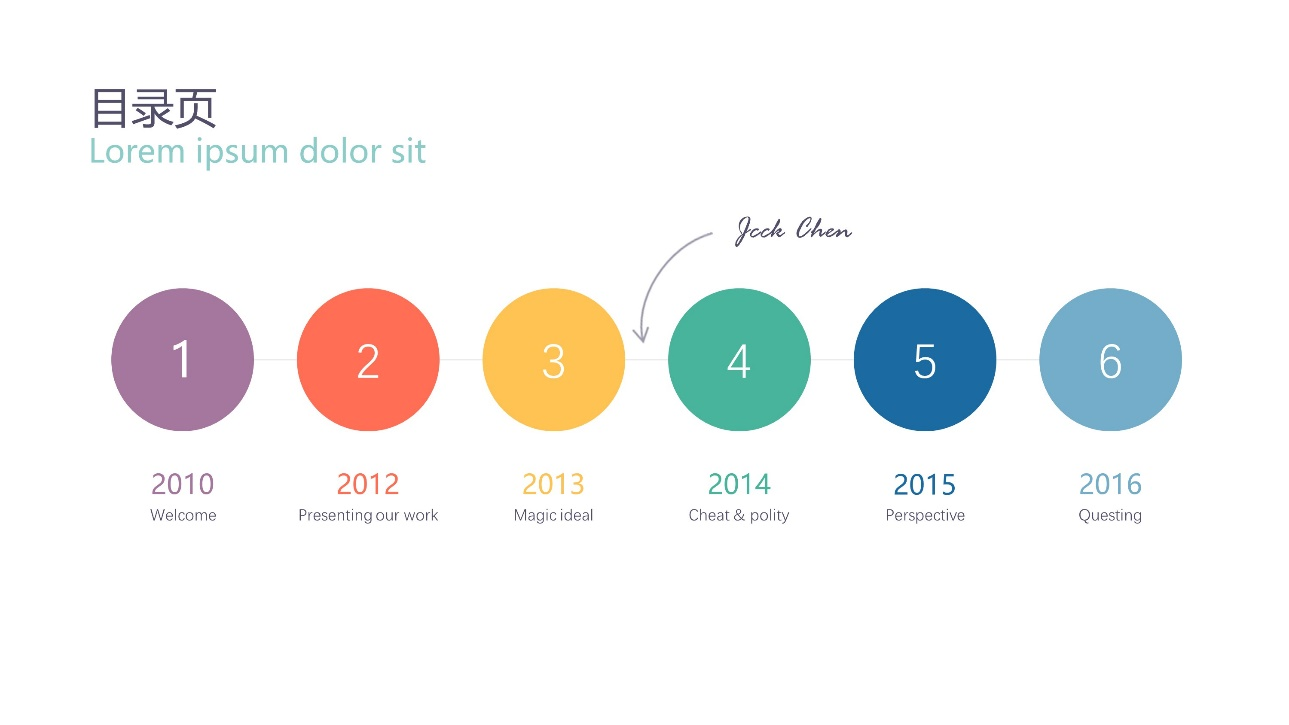 目录页
Lorem ipsum dolor sit
Jcck Chen
1 2 3 4 5 6
2010 2012 2013 2014 2015 2016
Welcome Presenting our work Magic ideal Cheat & polity Perspective Questing